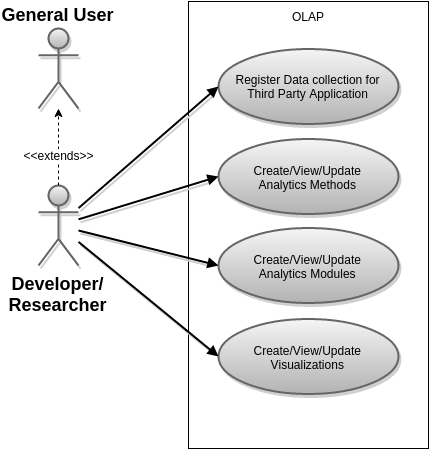 General User
OLAP
Register Data collection for
Third Party Application
<<extends>>
Create/View/Update
Analytics Methods
Developer/
Researcher
Create/View/Update
Analytics Modules
Create/View/Update
Visualizations